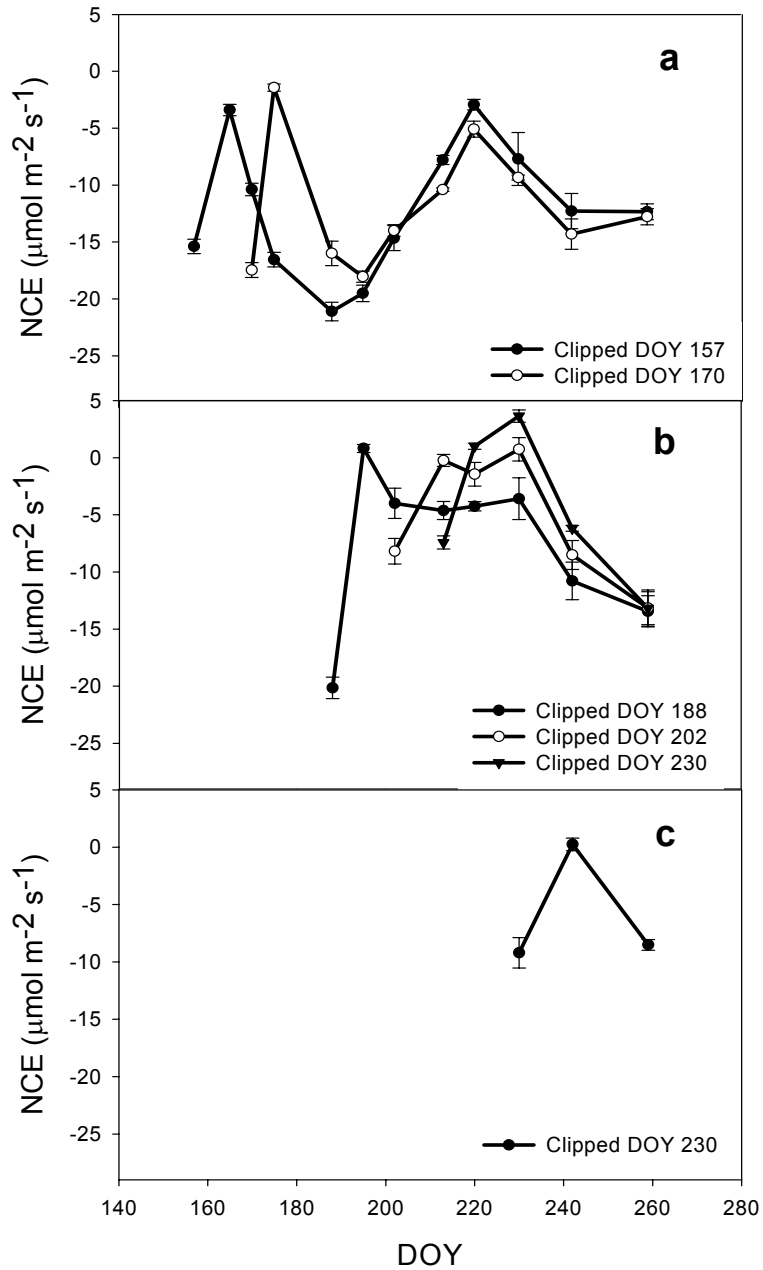 a
5
0
-5
-10
-15
-20
-25
NCE (μmol m-2 s-1)
Clipped DOY 157
Clipped DOY 170
b
5
0
-5
-10
-15
-20
-25
NCE (μmol m-2 s-1)
Clipped DOY 188
Clipped DOY 202
Clipped DOY 230
c
5
0
-5
-10
-15
-20
-25
NCE (μmol m-2 s-1)
Clipped DOY 230
140 160 180 200 220 240 260 280
DOY